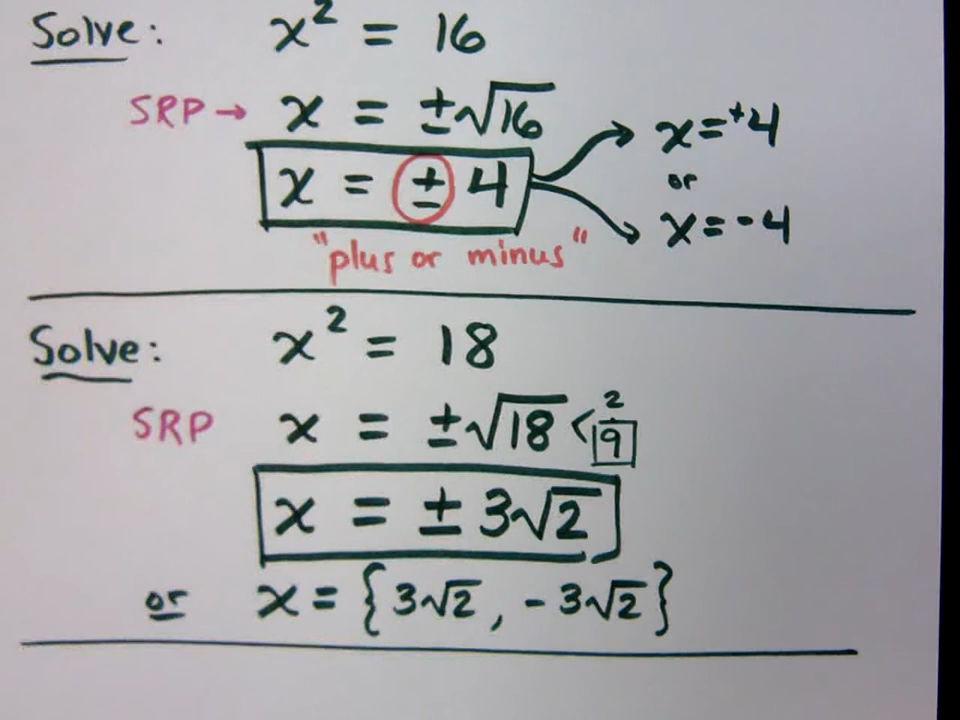 Solve: x² = 16
SRP → x = ±√16
x = ± 4
x = +4
or
x = -4
"plus or minus"
Solve: x² = 18
SRP x = ±√18 < 2 9
x = ± 3√2
or x = {3√2, -3√2}